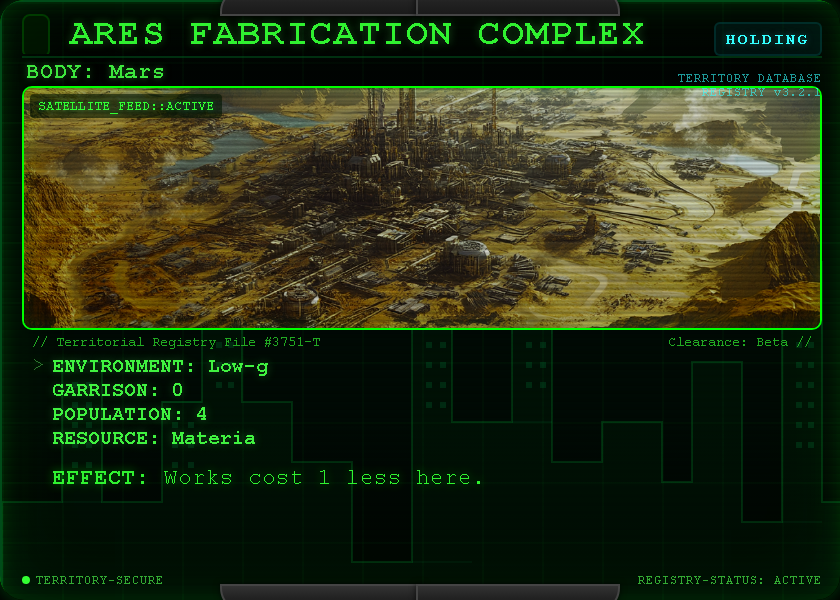 ARES FABRICATION COMPLEX
HOLDING
BODY: Mars
TERRITORY DATABASE
REGISTRY v3.2.1
SATELLITE_FEED::ACTIVE
// Territorial Registry File #3751-T
Clearance: Beta //
> ENVIRONMENT: Low-g
GARRISON: 0
POPULATION: 4
RESOURCE: Materia
EFFECT: Works cost 1 less here.
TERRITORY-SECURE
REGISTRY-STATUS: ACTIVE